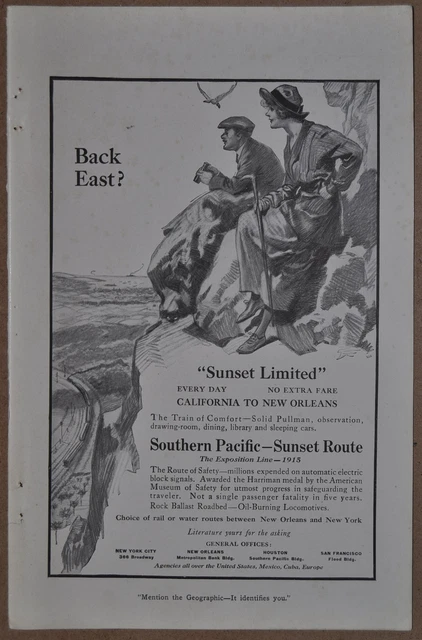 Back
East?
"Sunset Limited"
EVERY DAY NO EXTRA FARE
CALIFORNIA TO NEW ORLEANS
The Train of Comfort—Solid Pullman, observation,
drawing-room, dining, library and sleeping cars.
Southern Pacific—Sunset Route
The Exposition Line—1915
The Route of Safety—millions expended on automatic electric
block signals. Awarded the Harriman medal by the American
Museum of Safety for utmost progress in safeguarding the
traveler. Not a single passenger fatality in five years.
Rock Ballast Roadbed—Oil-Burning Locomotives.
Choice of rail or water routes between New Orleans and New York
Literature yours for the asking
GENERAL OFFICES:
NEW YORK CITY NEW ORLEANS HOUSTON SAN FRANCISCO
366 Broadway Metropolitan Bank Bldg. Southern Pacific Bldg. Flood Bldg.
Agencies all over the United States, Mexico, Cuba, Europe
"Mention the Geographic—It identifies you."